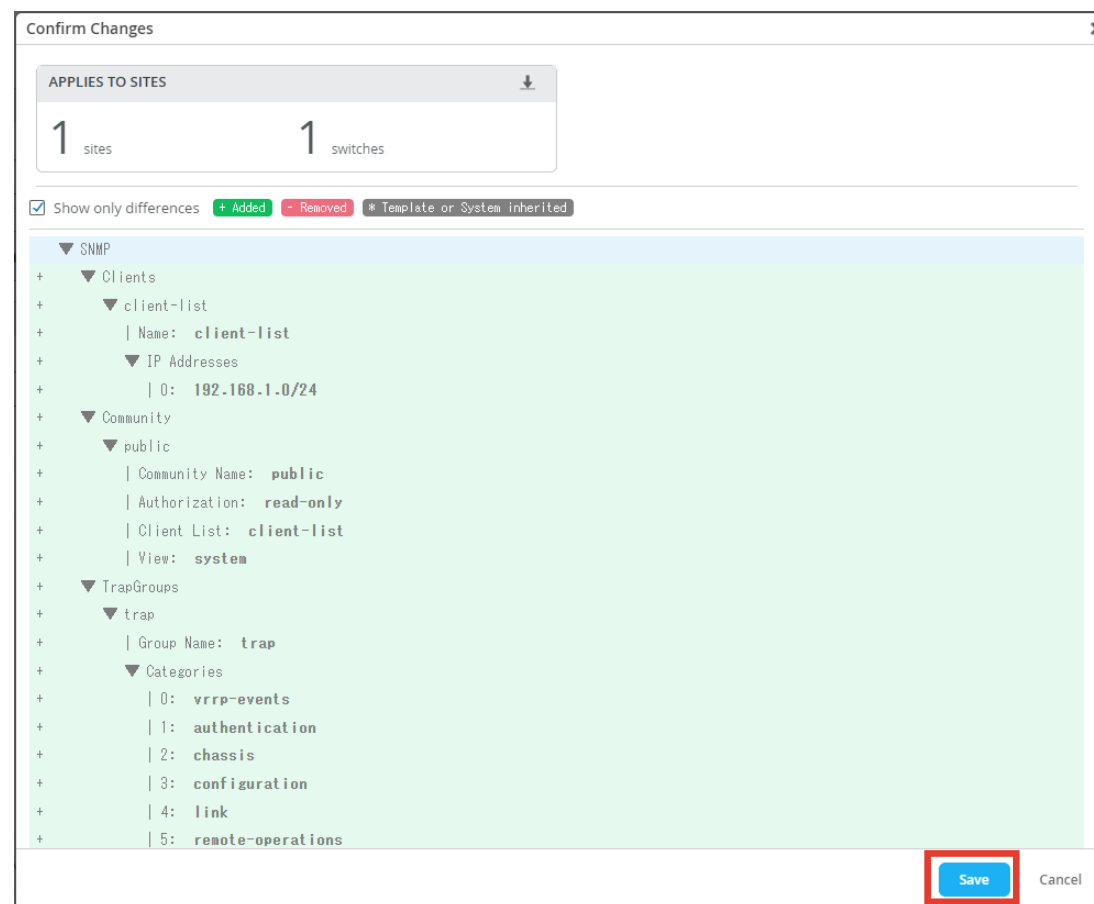 Confirm Changes
APPLIES TO SITES
1 sites 1 switches
Show only differences + Added - Removed * Template or System inherited
SNMP
+ Clients
+ client-list
+ | Name: client-list
+ IP Addresses
+ | 0: 192.168.1.0/24
+ Community
+ public
+ | Community Name: public
+ | Authorization: read-only
+ | Client List: client-list
+ | View: system
+ TrapGroups
+ trap
+ | Group Name: trap
+ Categories
+ | 0: vrrp-events
+ | 1: authentication
+ | 2: chassis
+ | 3: configuration
+ | 4: link
+ | 5: remote-operations
Save Cancel